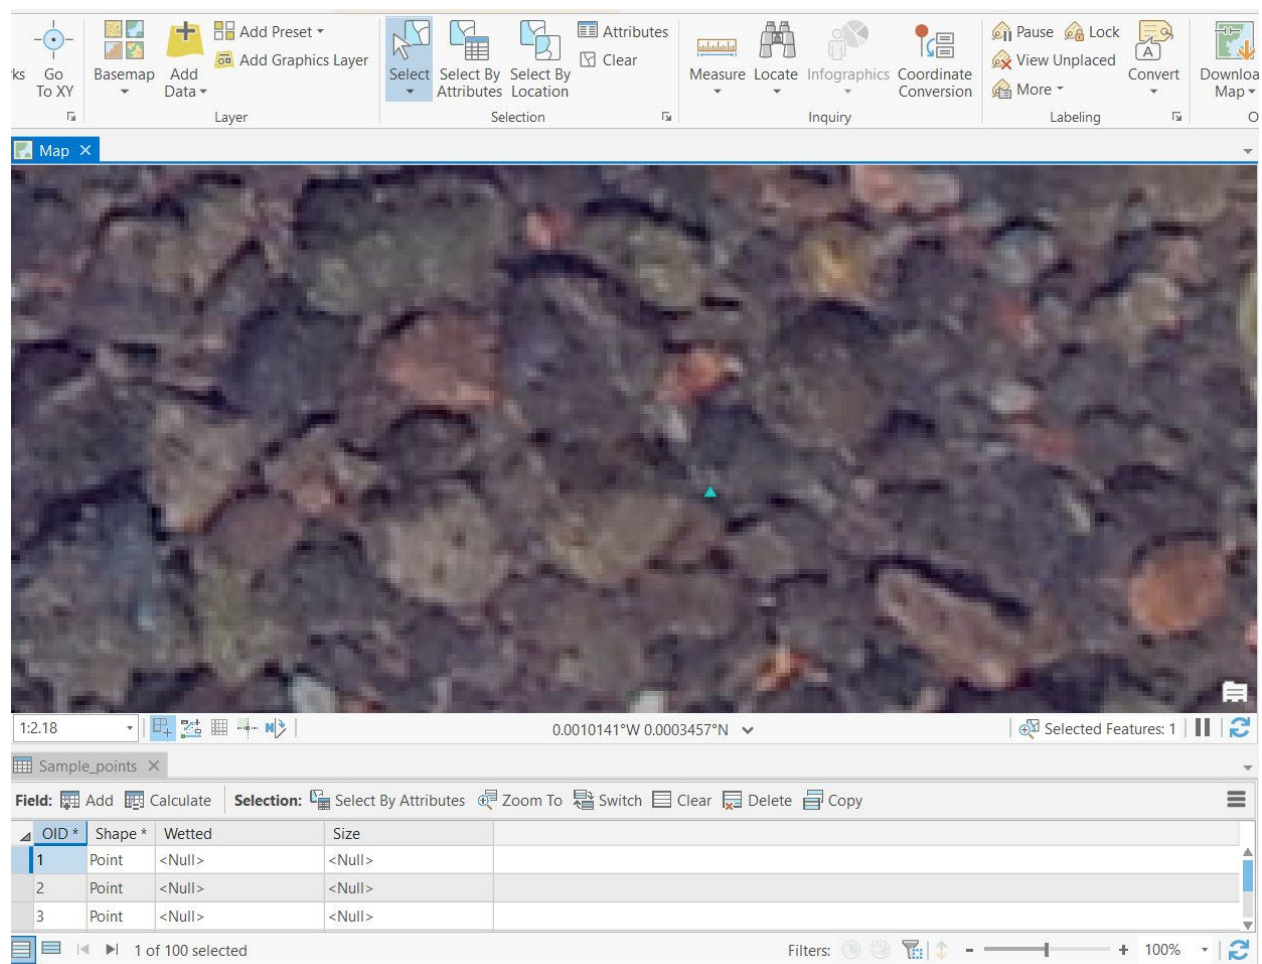 Add Preset
Attributes
Pause
Lock
Add Graphics Layer
Clear
View Unplaced
Go To XY
Basemap
Add Data
Select
Select By Attributes
Select By Location
Measure
Locate
Infographics
Coordinate Conversion
More
Convert
Map
Layer
Selection
Inquiry
Labeling
Map
1:2.18
0.0010141°W 0.0003457°N
Selected Features: 1
Sample_points
Field: Add Calculate Selection: Select By Attributes Zoom To Switch Clear Delete Copy
OID * Shape * Wetted Size
1 Point <Null> <Null>
2 Point <Null> <Null>
3 Point <Null> <Null>
1 of 100 selected Filters: - + 100%